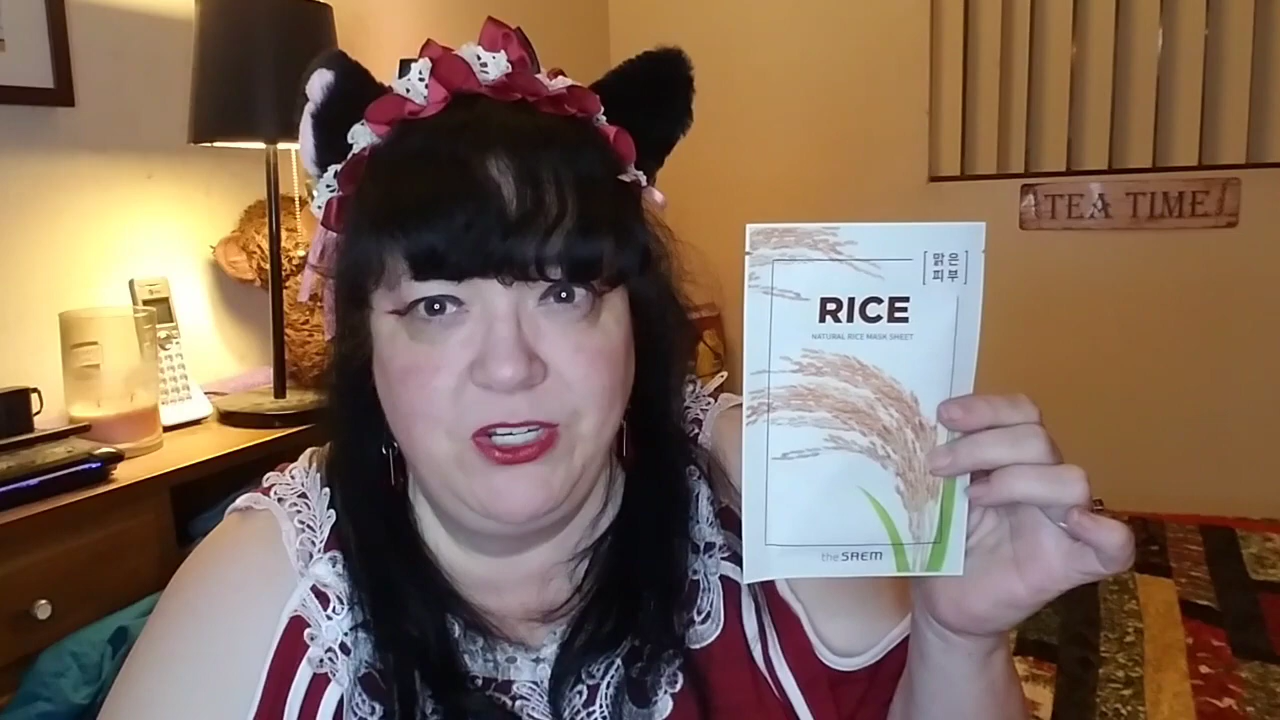 TEA TIME
맑은
피부
RICE
NATURAL RICE MASK SHEET
the SAEM